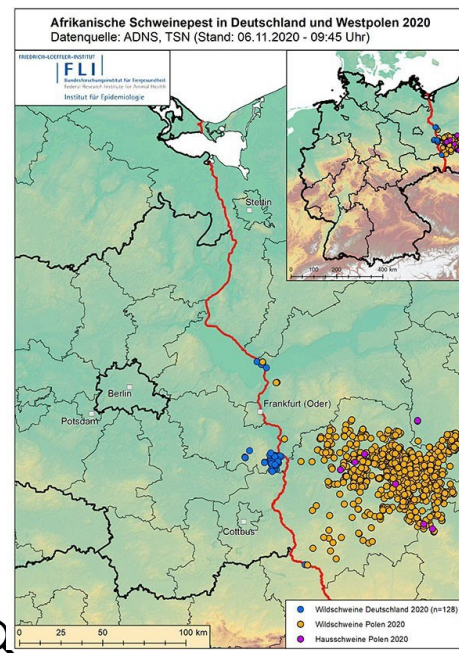 Afrikanische Schweinepest in Deutschland und Westpolen 2020
Datenquelle: ADNS, TSN (Stand: 06.11.2020 - 09:45 Uhr)
FRIEDRICH-LOEFFLER-INSTITUT
FLI
Bundesforschungsinstitut für Tiergesundheit
Federal Research Institute for Animal Health
Institut für Epidemiologie
0 100 200 400 km
Stettin
Berlin
Potsdam
Frankfurt (Oder)
Cottbus
0 25 50 100 km
Wildschweine Deutschland 2020 (n=128)
Wildschweine Polen 2020
Hausschweine Polen 2020